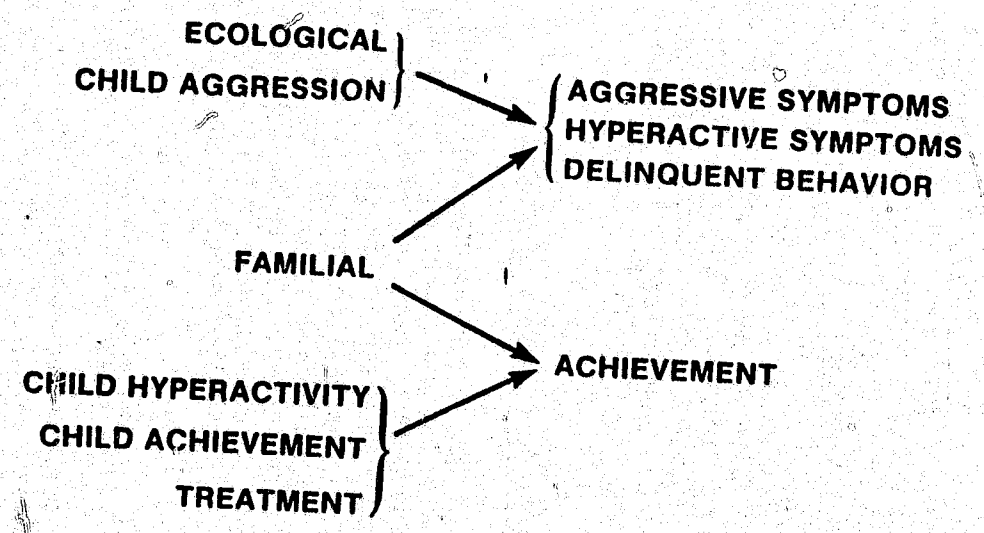 ECOLOGICAL
CHILD AGGRESSION
AGGRESSIVE SYMPTOMS
HYPERACTIVE SYMPTOMS
DELINQUENT BEHAVIOR
FAMILIAL
ACHIEVEMENT
CHILD HYPERACTIVITY
CHILD ACHIEVEMENT
TREATMENT